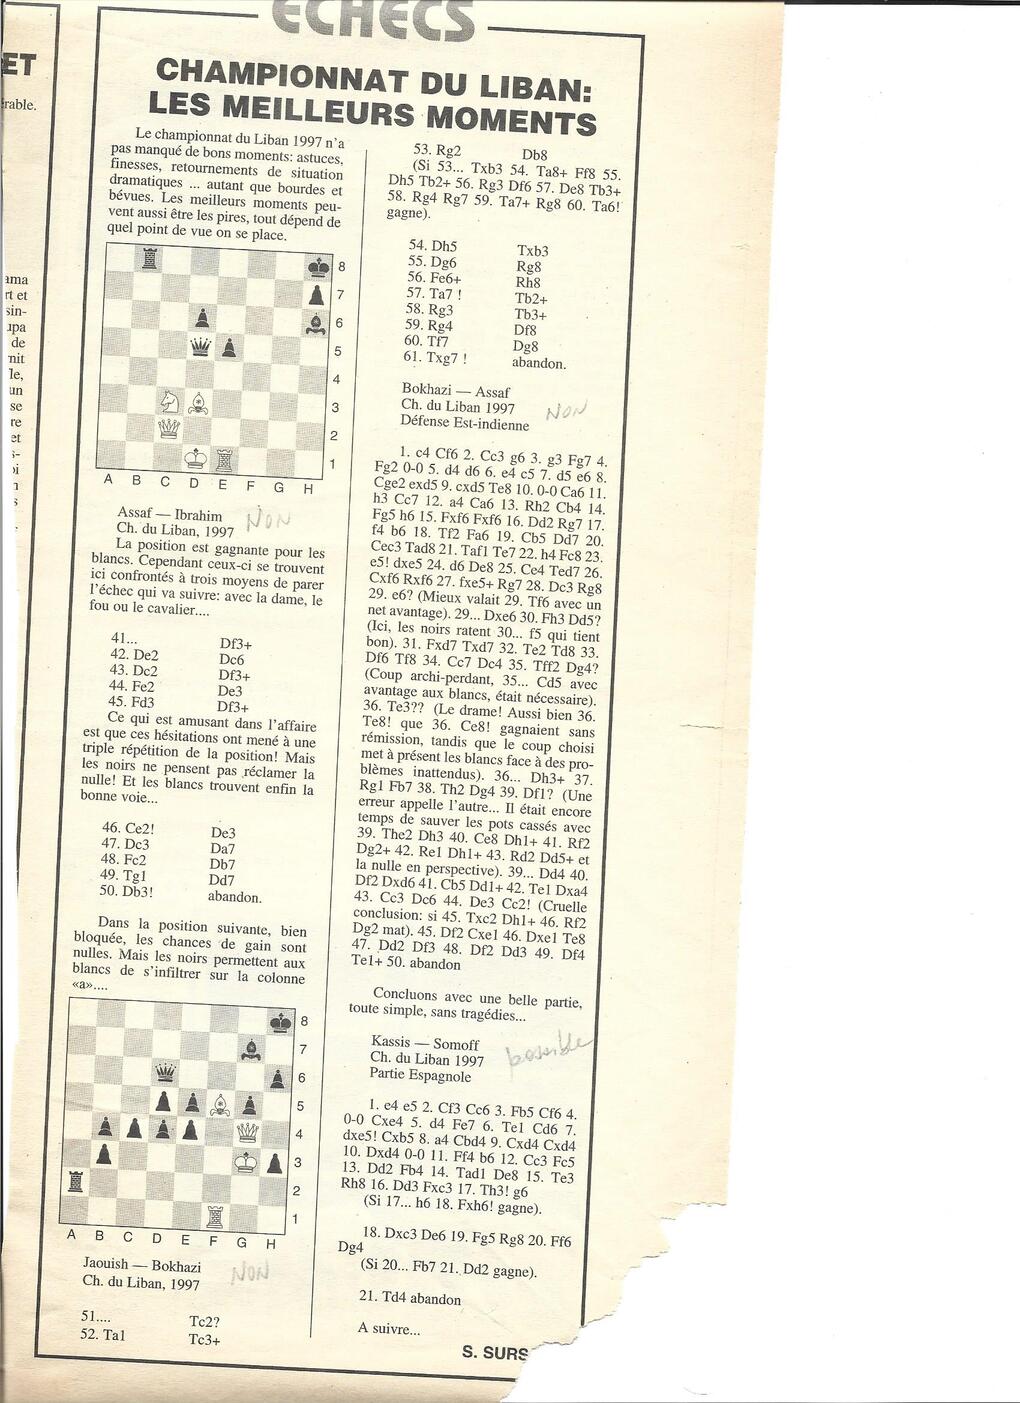 ECHECS
ET
CHAMPIONNAT DU LIBAN:
LES MEILLEURS MOMENTS
érable.
Le championnat du Liban 1997 n'a
pas manqué de bons moments: astuces,
finesses, retournements de situation
dramatiques ... autant que bourdes et
bévues. Les meilleurs moments peu-
vent aussi être les pires, tout dépend de
quel point de vue on se place.
8
7
6
5
4
3
2
1
A B C D E F G H
Assaf — Ibrahim
NON
Ch. du Liban, 1997
La position est gagnante pour les
blancs. Cependant ceux-ci se trouvent
ici confrontés à trois moyens de parer
l'échec qui va suivre: avec la dame, le
fou ou le cavalier....
41... Df3+
42. De2 Dc6
43. Dc2 Df3+
44. Fe2 De3
45. Fd3 Df3+
Ce qui est amusant dans l'affaire
est que ces hésitations ont mené à une
triple répétition de la position! Mais
les noirs ne pensent pas réclamer la
nulle! Et les blancs trouvent enfin la
bonne voie...
46. Ce2! De3
47. Dc3 Da7
48. Fc2 Db7
49. Tg1 Dd7
50. Db3! abandon.
Dans la position suivante, bien
bloquée, les chances de gain sont
nulles. Mais les noirs permettent aux
blancs de s'infiltrer sur la colonne
«a»....
8
7
6
5
4
3
2
1
A B C D E F G H
Jaouish — Bokhazi
NON
Ch. du Liban, 1997
51.... Tc2?
52. Ta1 Tc3+
53. Rg2 Db8
(Si 53... Txb3 54. Ta8+ Ff8 55.
Dh5 Tb2+ 56. Rg3 Df6 57. De8 Tb3+
58. Rg4 Rg7 59. Ta7+ Rg8 60. Ta6!
gagne).
54. Dh5 Txb3
55. Dg6 Rg8
56. Fe6+ Rh8
57. Ta7 ! Tb2+
58. Rg3 Tb3+
59. Rg4 Df8
60. Tf7 Dg8
61. Txg7 ! abandon.
Bokhazi — Assaf
Ch. du Liban 1997
NON
Défense Est-indienne
1. c4 Cf6 2. Cc3 g6 3. g3 Fg7 4.
Fg2 0-0 5. d4 d6 6. e4 c5 7. d5 e6 8.
Cge2 exd5 9. cxd5 Te8 10. 0-0 Ca6 11.
h3 Cc7 12. a4 Ca6 13. Rh2 Cb4 14.
Fg5 h6 15. Fxf6 Fxf6 16. Dd2 Rg7 17.
f4 b6 18. Tf2 Fa6 19. Cb5 Dd7 20.
Cec3 Tad8 21. Taf1 Te7 22. h4 Fc8 23.
e5! dxe5 24. d6 De8 25. Ce4 Ted7 26.
Cxf6 Rxf6 27. fxe5+ Rg7 28. Dc3 Rg8
29. e6? (Mieux valait 29. Tf6 avec un
net avantage). 29... Dxe6 30. Fh3 Dd5?
(Ici, les noirs ratent 30... f5 qui tient
bon). 31. Fxd7 Txd7 32. Te2 Td8 33.
Df6 Tf8 34. Cc7 Dc4 35. Tff2 Dg4?
(Coup archi-perdant, 35... Cd5 avec
avantage aux blancs, était nécessaire).
36. Te3?? (Le drame! Aussi bien 36.
Te8! que 36. Ce8! gagnaient sans
rémission, tandis que le coup choisi
met à présent les blancs face à des pro-
blèmes inattendus). 36... Dh3+ 37.
Rg1 Fb7 38. Th2 Dg4 39. Df1? (Une
erreur appelle l'autre... Il était encore
temps de sauver les pots cassés avec
39. The2 Dh3 40. Ce8 Dh1+ 41. Rf2
Dg2+ 42. Re1 Dh1+ 43. Rd2 Dd5+ et
la nulle en perspective). 39... Dd4 40.
Df2 Dxd6 41. Cb5 Dd1+ 42. Te1 Dxa4
43. Cc3 Dc6 44. De3 Cc2! (Cruelle
conclusion: si 45. Txc2 Dh1+ 46. Rf2
Dg2 mat). 45. Df2 Cxe1 46. Dxe1 Te8
47. Dd2 Df3 48. Df2 Dd3 49. Df4
Te1+ 50. abandon
Concluons avec une belle partie,
toute simple, sans tragédies...
Kassis — Somoff
Ch. du Liban 1997
possible
Partie Espagnole
1. e4 e5 2. Cf3 Cc6 3. Fb5 Cf6 4.
0-0 Cxe4 5. d4 Fe7 6. Te1 Cd6 7.
dxe5! Cxb5 8. a4 Cbd4 9. Cxd4 Cxd4
10. Dxd4 0-0 11. Ff4 b6 12. Cc3 Fc5
13. Dd2 Fb4 14. Tad1 De8 15. Te3
Rh8 16. Dd3 Fxc3 17. Th3! g6
(Si 17... h6 18. Fxh6! gagne).
18. Dxc3 De6 19. Fg5 Rg8 20. Ff6
Dg4
(Si 20... Fb7 21. Dd2 gagne).
21. Td4 abandon
A suivre...
S. SURS